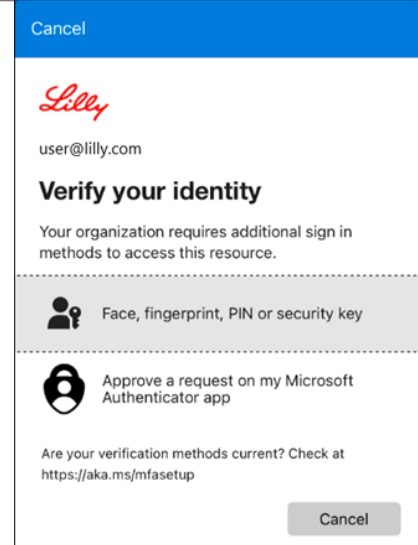 Cancel
Lilly
user@lilly.com
Verify your identity
Your organization requires additional sign in
methods to access this resource.
Face, fingerprint, PIN or security key
Approve a request on my Microsoft
Authenticator app
Are your verification methods current? Check at
https://aka.ms/mfasetup
Cancel